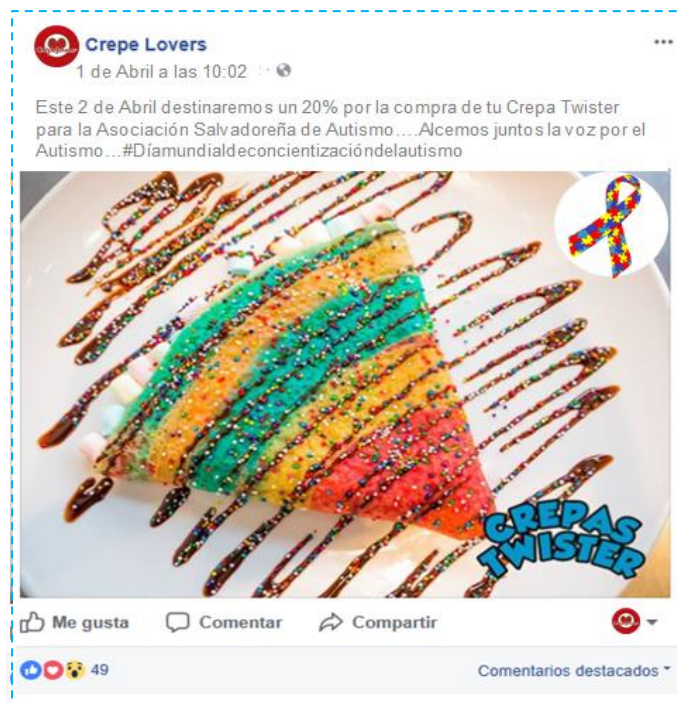 Crepe Lovers
1 de Abril a las 10:02
Este 2 de Abril destinaremos un 20% por la compra de tu Crepa Twister
para la Asociación Salvadoreña de Autismo....Alcemos juntos la voz por el
Autismo...#Díamundialdeconcientizacióndelautismo
CREPAS
TWISTER
Me gusta
Comentar
Compartir
49
Comentarios destacados